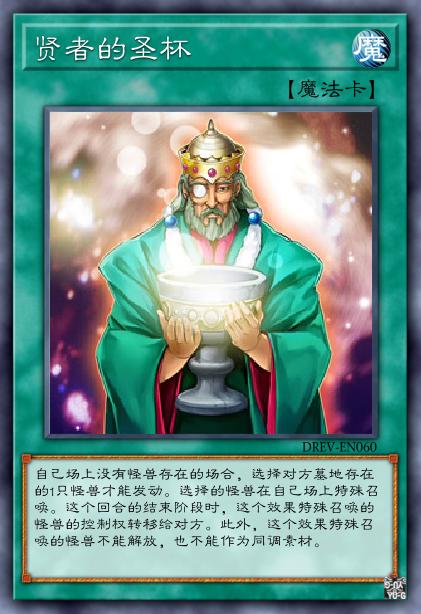 贤者的圣杯
魔
【魔法卡】
DREV-EN060
自己场上没有怪兽存在的场合，选择对方墓地存在
的1只怪兽才能发动。选择的怪兽在自己场上特殊召
唤。这个回合的结束阶段时，这个效果特殊召唤的
怪兽的控制权转移给对方。此外，这个效果特殊召
唤的怪兽不能解放，也不能作为同调素材。